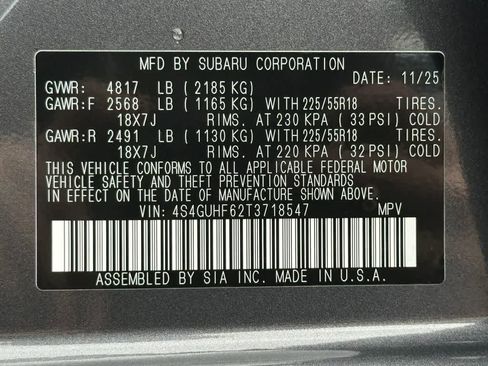 MFD BY SUBARU CORPORATION
DATE: 11/25
GVWR: 4817 LB (2185 KG)
GAWR:F 2568 LB (1165 KG) WITH 225/55R18 TIRES.
18X7J RIMS. AT 230 KPA (33 PSI) COLD
GAWR:R 2491 LB (1130 KG) WITH 225/55R18 TIRES.
18X7J RIMS. AT 220 KPA (32 PSI) COLD
THIS VEHICLE CONFORMS TO ALL APPLICABLE FEDERAL MOTOR
VEHICLE SAFETY AND THEFT PREVENTION STANDARDS
IN EFFECT ON THE DATE OF MANUFACTURE SHOWN ABOVE.
VIN: 4S4GUHF62T3718547 MPV
ASSEMBLED BY SIA INC. MADE IN U.S.A.